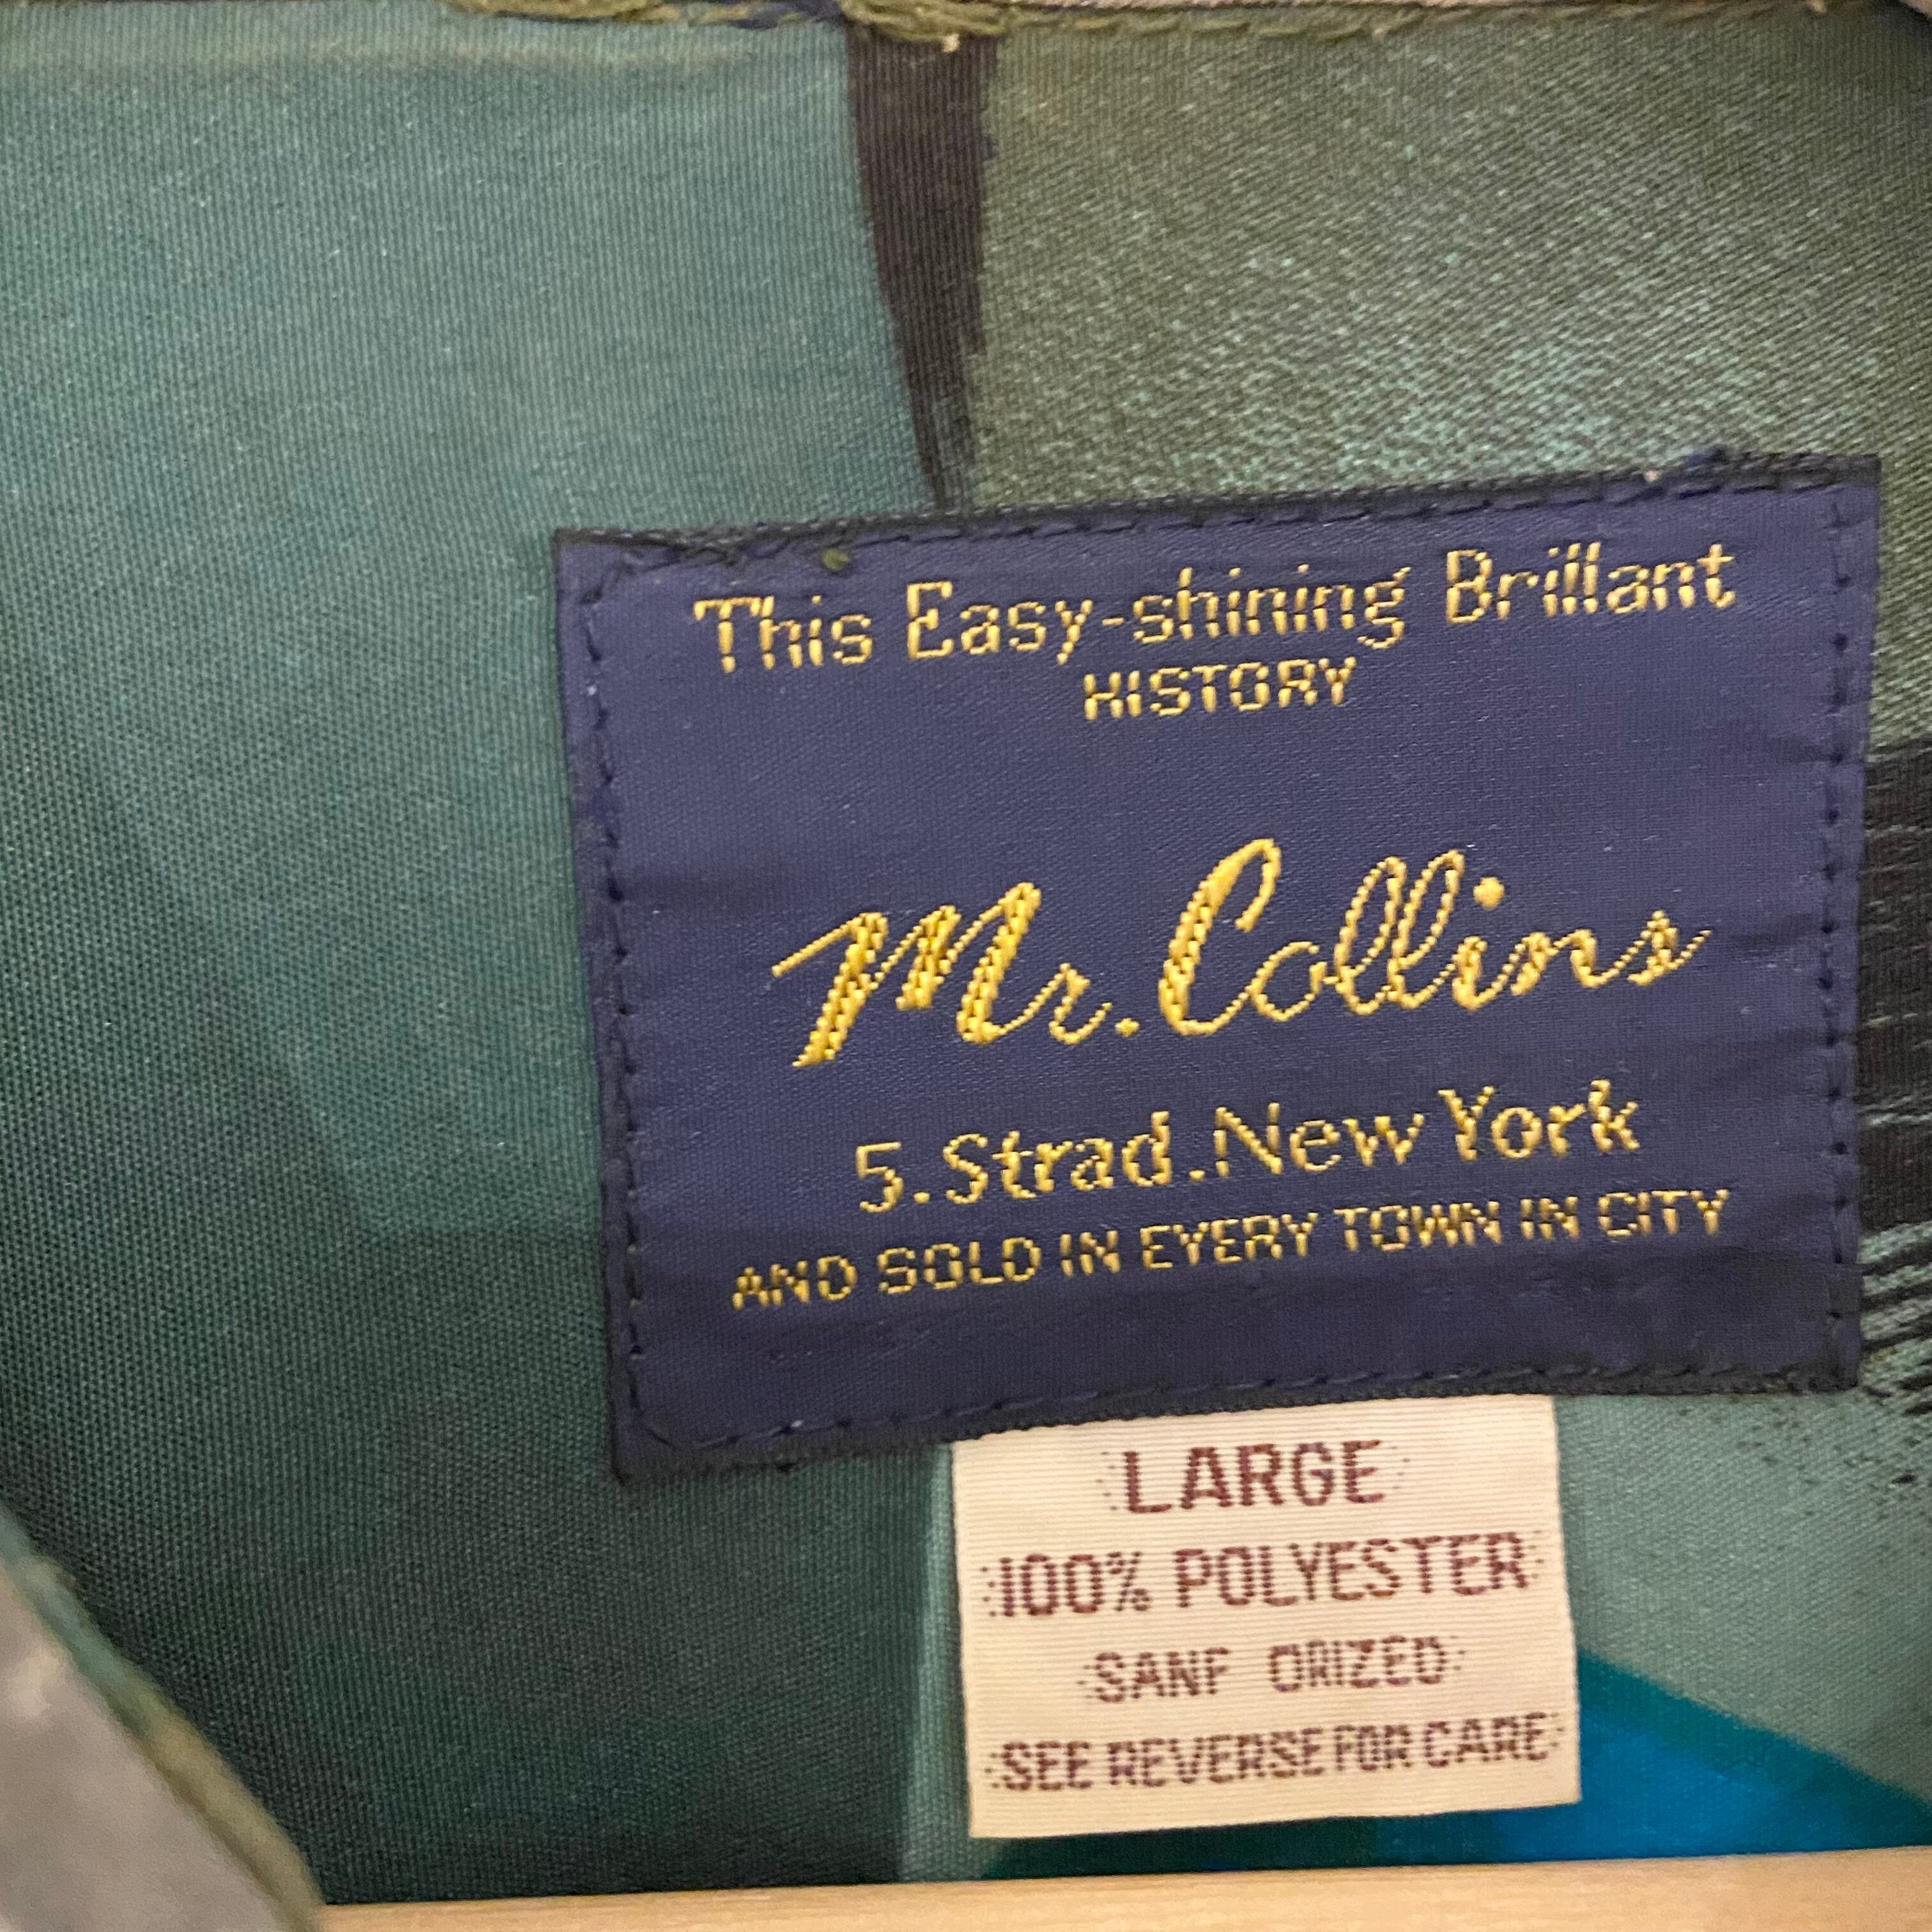 This Easy-shining Brillant
HISTORY
Mr. Collins
5.Strad.New York
AND SOLD IN EVERY TOWN IN CITY
LARGE
100% POLYESTER
SANF ORIZED
SEE REVERSE FOR CARE